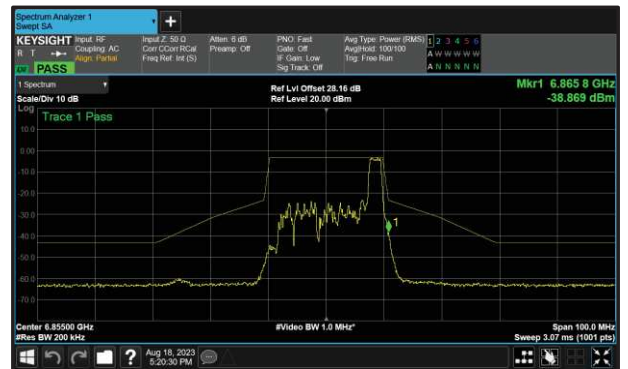 Spectrum Analyzer 1
Swept SA
KEYSIGHT
R T
PASS
Input: RF
Coupling: AC
Align: Partial
Input Z: 50 Ω
Corr CCorr RCal
Freq Ref: Int (S)
Atten: 6 dB
Preamp: Off
PNO: Fast
Gate: Off
IF Gain: Low
Sig Track: Off
Avg Type: Power (RMS)
Avg|Hold: 100/100
Trig: Free Run
1 2 3 4 5 6
A W W W W W
A N N N N N
1 Spectrum
Scale/Div 10 dB
Ref Lvl Offset 28.16 dB
Ref Level 20.00 dBm
Mkr1 6.865 8 GHz
-38.869 dBm
Log
Trace 1 Pass
10.0
0.00
-10.0
-20.0
-30.0
-40.0
-50.0
-60.0
-70.0
1
Center 6.85500 GHz
#Res BW 200 kHz
#Video BW 1.0 MHz*
Span 100.0 MHz
Sweep 3.07 ms (1001 pts)
?
Aug 18, 2023
5:20:30 PM